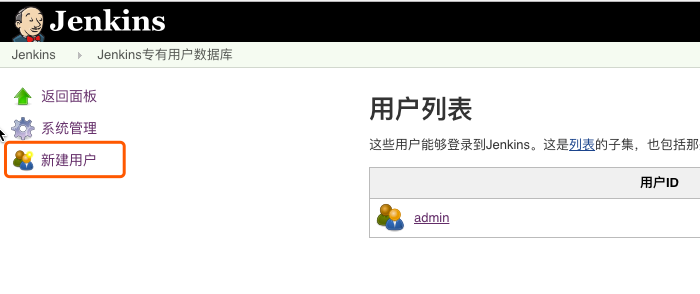 Jenkins
Jenkins Jenkins专有用户数据库
返回面板
系统管理
新建用户
用户列表
这些用户能够登录到Jenkins。这是列表的子集，也包括那
用户ID
admin